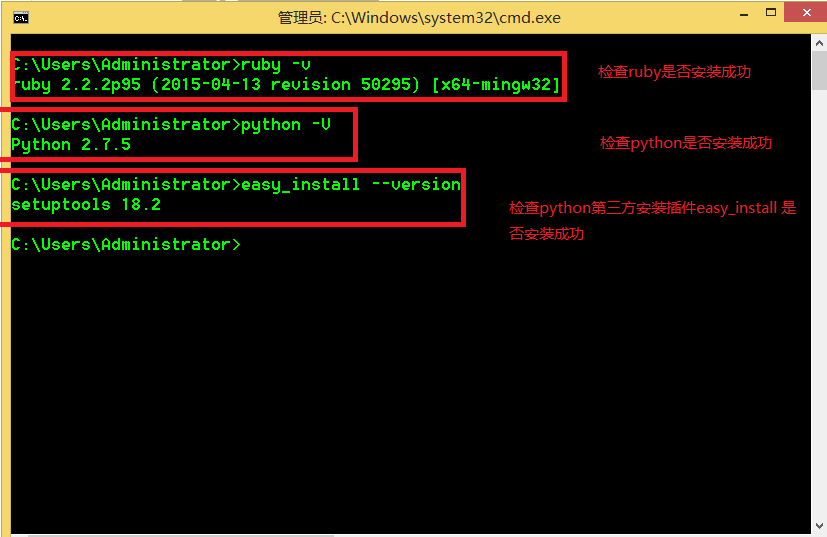 管理员: C:\Windows\system32\cmd.exe
C:\Users\Administrator>ruby -v
ruby 2.2.2p95 (2015-04-13 revision 50295) [x64-mingw32]
检查ruby是否安装成功
C:\Users\Administrator>python -V
Python 2.7.5
检查python是否安装成功
C:\Users\Administrator>easy_install --version
setuptools 18.2
检查python第三方安装插件easy_install 是
否安装成功
C:\Users\Administrator>